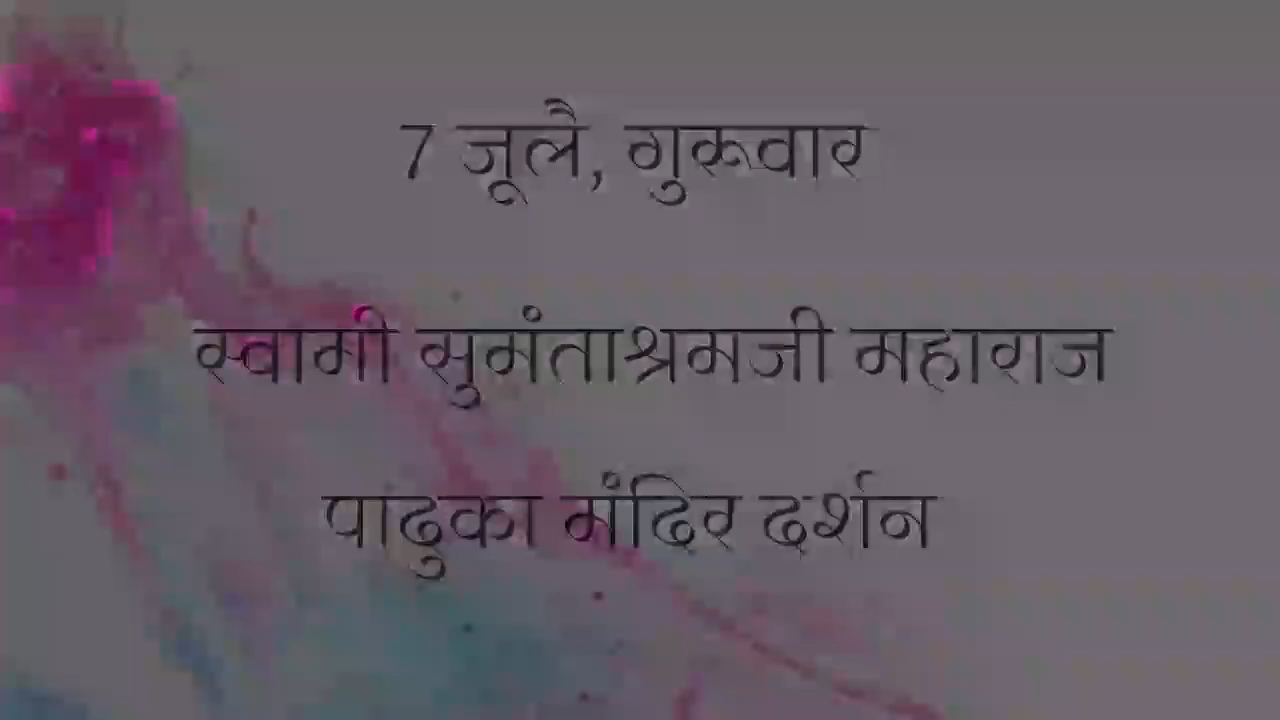 7 जूलै, गुरूवार
स्वामी सुमंताश्रमजी महाराज
पादुका मंदिर दर्शन